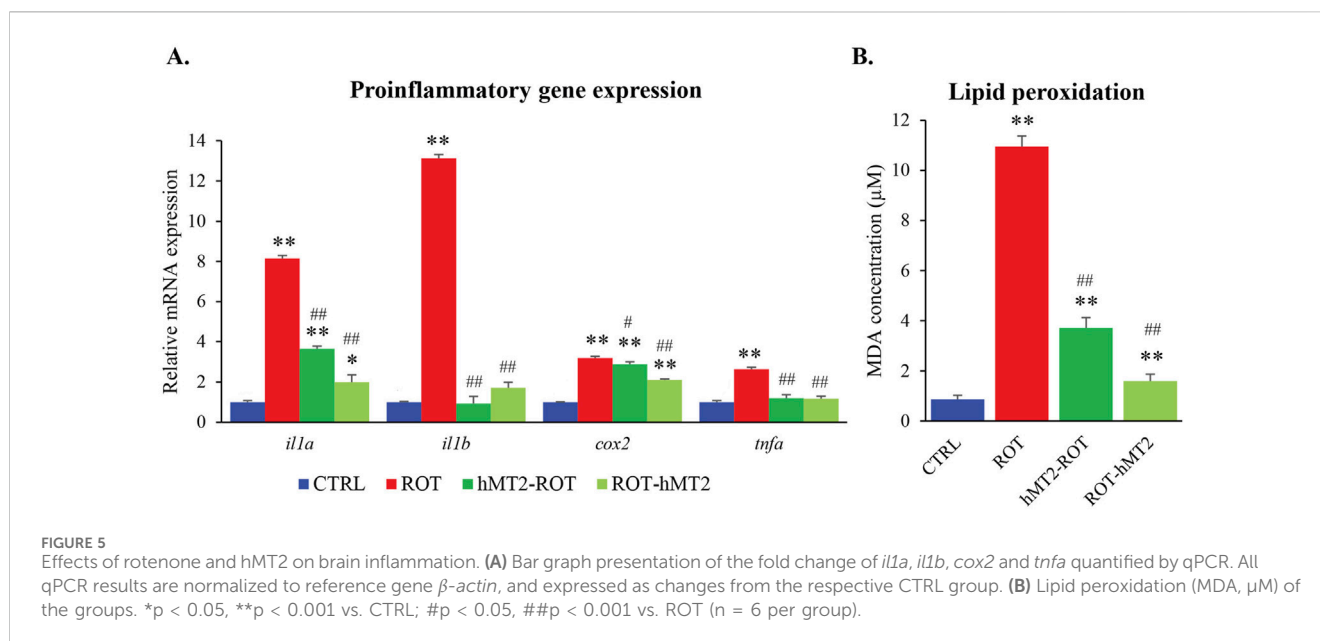 A.
Proinflammatory gene expression
Relative mRNA expression
14
12
10
8
6
4
2
0
**
##
**
##
*
**
##
##
**
#
**
##
**
**
##
##
il1a il1b cox2 tnfa
CTRL ROT hMT2-ROT ROT-hMT2
B.
Lipid peroxidation
MDA concentration (µM)
12
10
8
6
4
2
0
**
##
**
##
**
CTRL
ROT
hMT2-ROT
ROT-hMT2
FIGURE 5
Effects of rotenone and hMT2 on brain inflammation. (A) Bar graph presentation of the fold change of il1a, il1b, cox2 and tnfa quantified by qPCR. All
qPCR results are normalized to reference gene β-actin, and expressed as changes from the respective CTRL group. (B) Lipid peroxidation (MDA, µM) of
the groups. *p < 0.05, **p < 0.001 vs. CTRL; #p < 0.05, ##p < 0.001 vs. ROT (n = 6 per group).